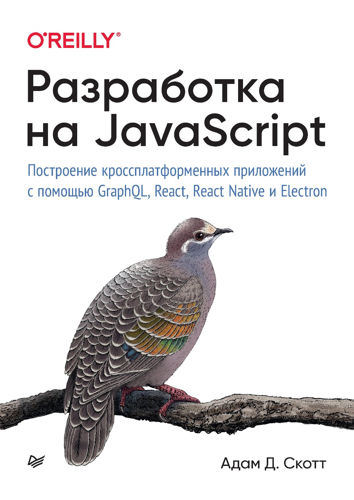 O'REILLY®
Разработка
на JavaScript
Построение кроссплатформенных приложений
с помощью GraphQL, React, React Native и Electron
Адам Д. Скотт